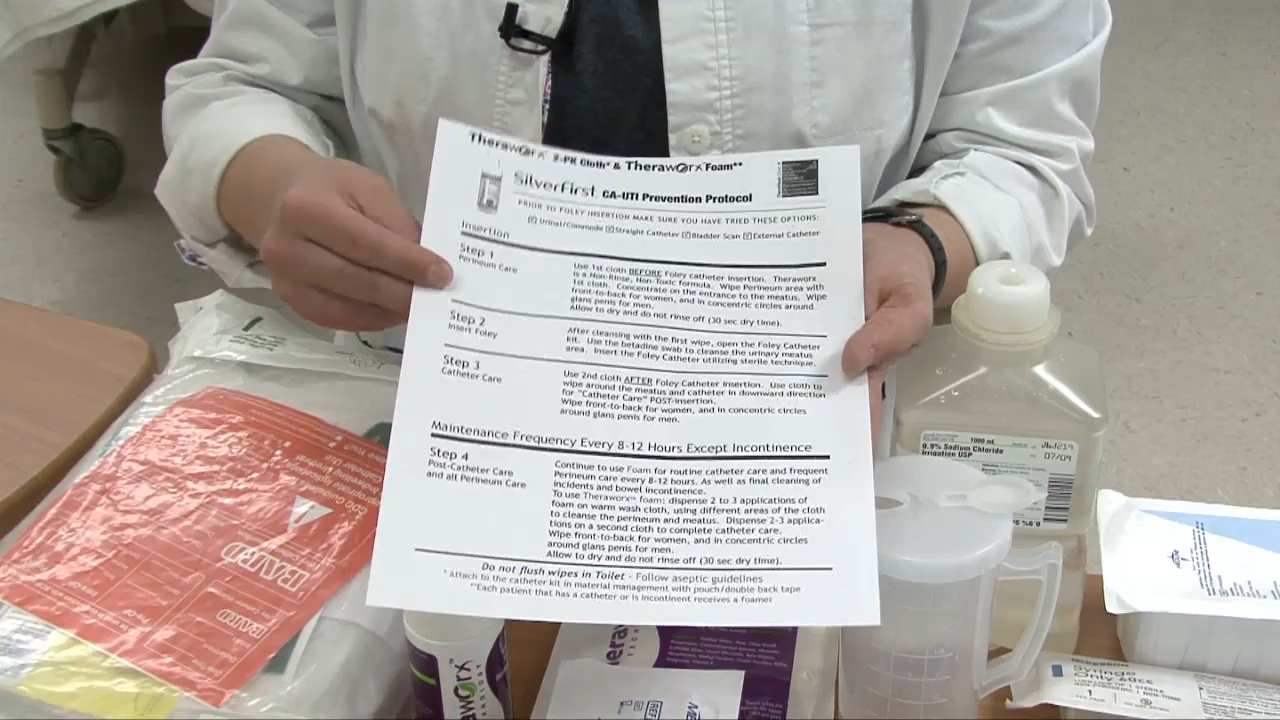 Theraworx 2-PK Cloth* & Theraworx Foam**
SilverFirst CA-UTI Prevention Protocol
PRIOR TO FOLEY INSERTION MAKE SURE YOU HAVE TRIED THESE OPTIONS:
Urinal/Commode Straight Catheter Bladder Scan External Catheter
Insertion
Step 1
Perineum Care
Use 1st cloth BEFORE Foley catheter insertion. Theraworx
is a Non-Rinse, Non-Toxic formula. Wipe Perineum area with
1st cloth. Concentrate on the entrance to the meatus. Wipe
front-to-back for women, and in concentric circles around
glans penis for men.
Allow to dry and do not rinse off (30 sec dry time).
Step 2
Insert Foley
After cleansing with the first wipe, open the Foley Catheter
kit. Use the betadine swab to cleanse the urinary meatus
area. Insert the Foley Catheter utilizing sterile technique.
Step 3
Catheter Care
Use 2nd cloth AFTER Foley Catheter insertion. Use cloth to
wipe around the meatus and catheter in downward direction
for "Catheter Care" POST-insertion.
Wipe front-to-back for women, and in concentric circles
around glans penis for men.
Maintenance Frequency Every 8-12 Hours Except Incontinence
Step 4
Post-Catheter Care
and all Perineum Care
Continue to use Foam for routine catheter care and frequent
Perineum care every 8-12 hours. As well as final cleaning of
incidents and bowel incontinence.
To use Theraworx™ foam: dispense 2 to 3 applications of
foam on warm wash cloth, using different areas of the cloth
to cleanse the perineum and meatus. Dispense 2-3 applica-
tions on a second cloth to complete catheter care.
Wipe front-to-back for women, and in concentric circles
around glans penis for men.
Allow to dry and do not rinse off (30 sec dry time).
Do not flush wipes in Toilet - Follow aseptic guidelines
* Attach to the catheter kit in material management with pouch/double back tape
**Each patient that has a catheter or is incontinent receives a foamer
1000 mL
0.9% Sodium Chloride
Irrigation USP
J6J219
07/09
BARD
BARD
aworx
REF
Syringe
Only 60cc
1